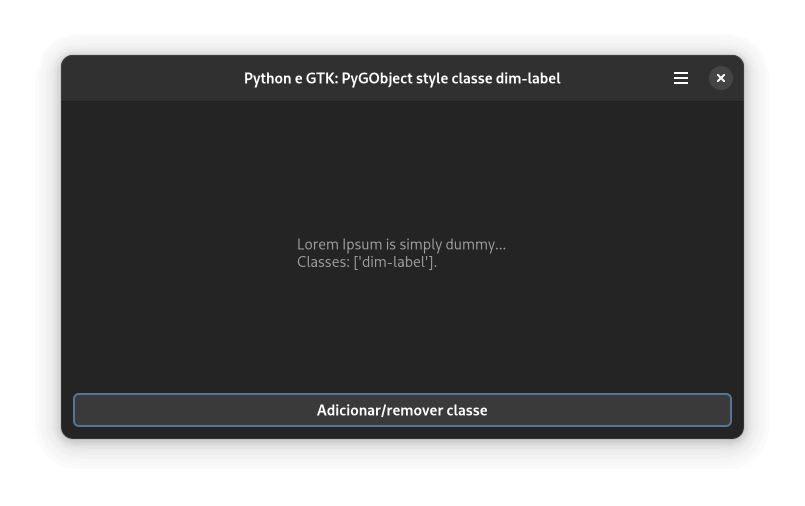 Python e GTK: PyGObject style classe dim-label
Lorem Ipsum is simply dummy...
Classes: ['dim-label'].
Adicionar/remover classe